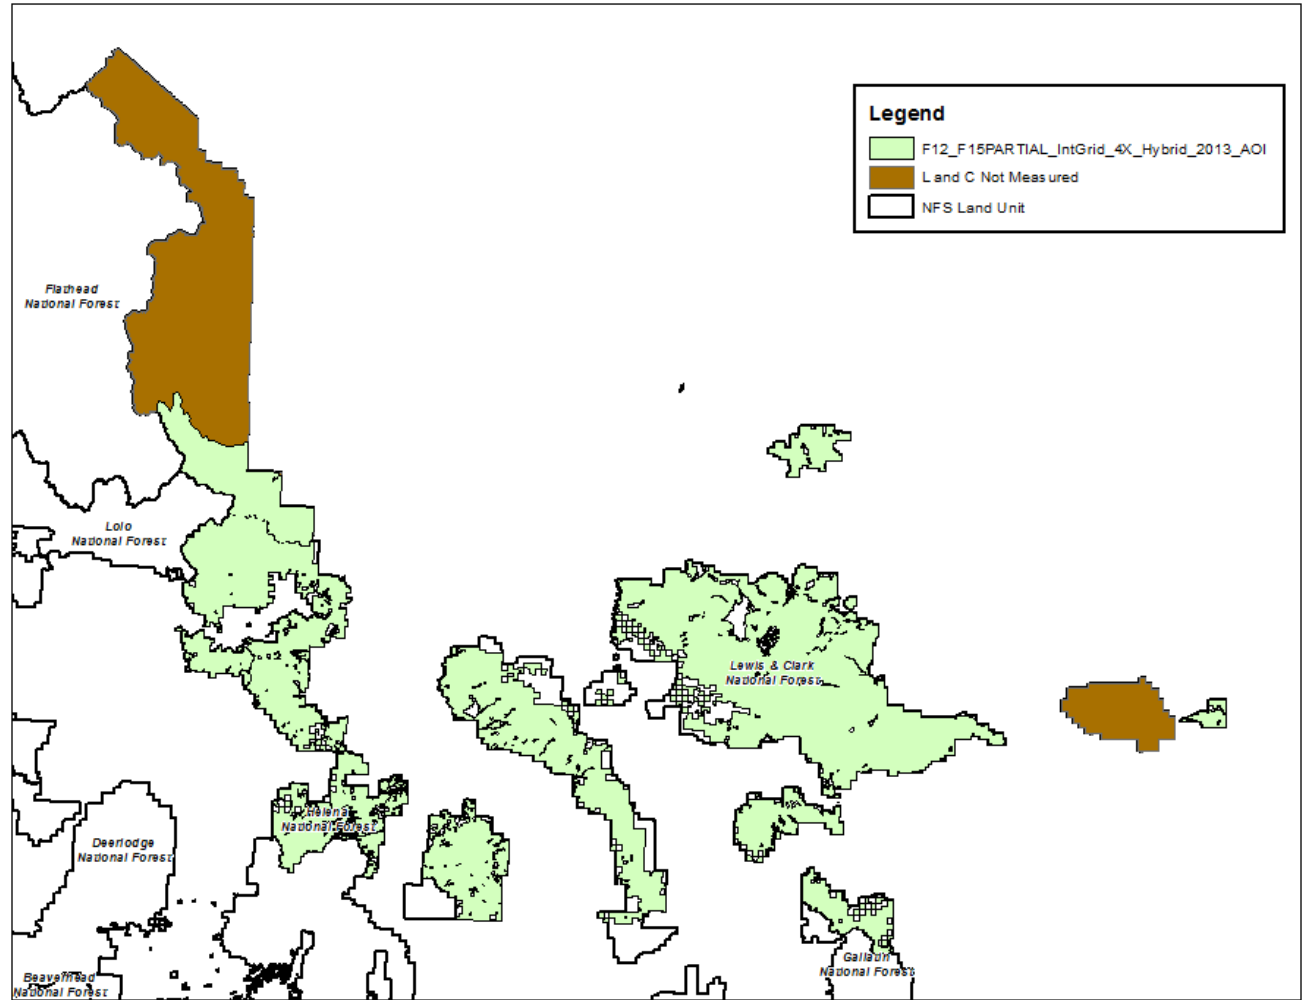 Legend
F12_F15PARTIAL_IntGrid_4X_Hybrid_2013_AOI
L and C Not Measured
NFS Land Unit
Flathead
National Forest
Lolo
National Forest
Lewis & Clark
National Forest
Helena
National Forest
Deerlodge
National Forest
Gallatin
National Forest
Beaverhead
National Forest